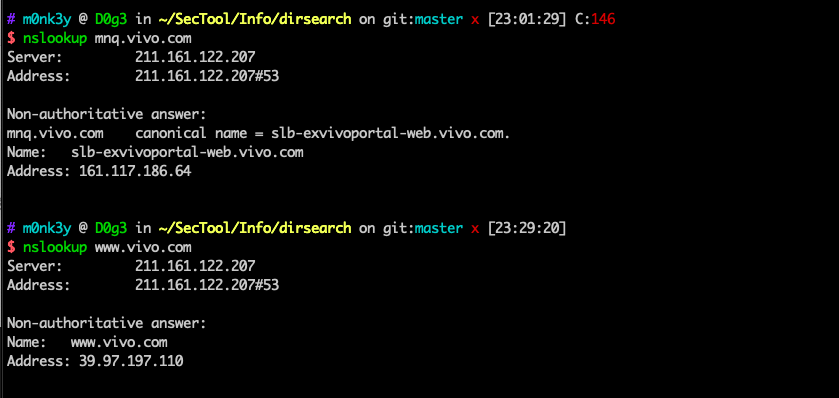 # m0nk3y @ D0g3 in ~/SecTool/Info/dirsearch on git:master x [23:01:29] C:146
$ nslookup mnq.vivo.com
Server:         211.161.122.207
Address:        211.161.122.207#53

Non-authoritative answer:
mnq.vivo.com    canonical name = slb-exvivoportal-web.vivo.com.
Name:   slb-exvivoportal-web.vivo.com
Address: 161.117.186.64

# m0nk3y @ D0g3 in ~/SecTool/Info/dirsearch on git:master x [23:29:20]
$ nslookup www.vivo.com
Server:         211.161.122.207
Address:        211.161.122.207#53

Non-authoritative answer:
Name:   www.vivo.com
Address: 39.97.197.110